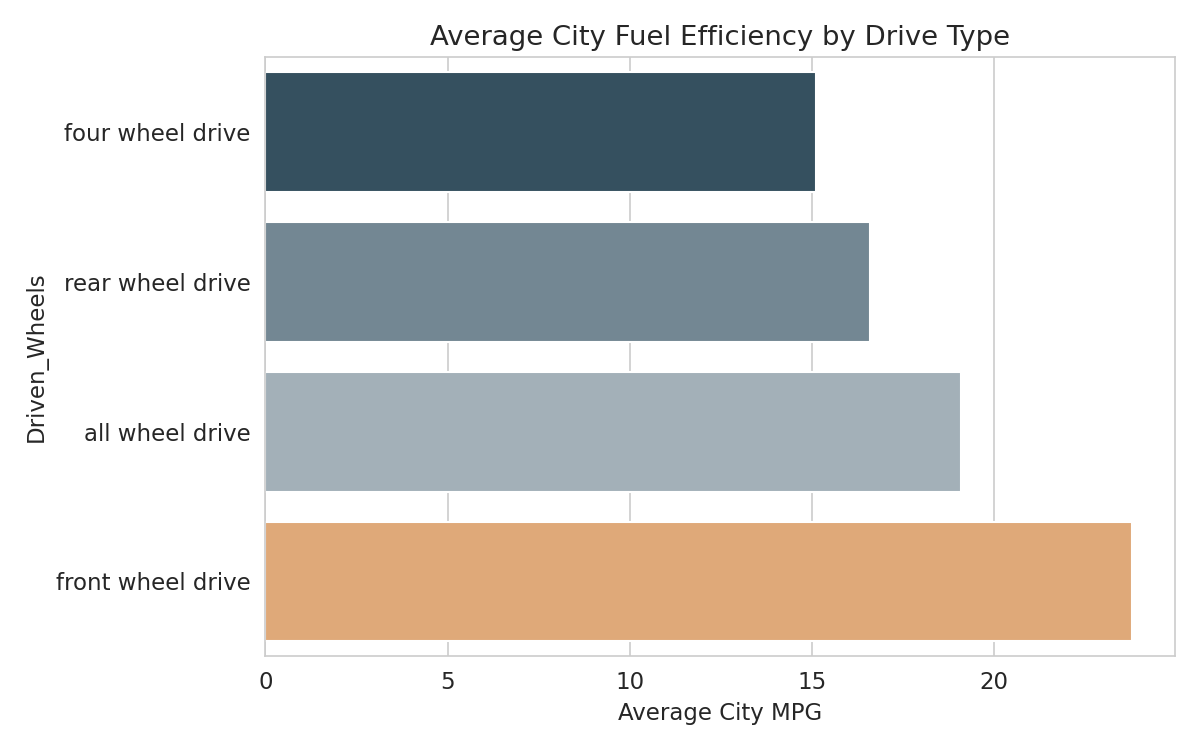 Average City Fuel Efficiency by Drive Type
Driven_Wheels
four wheel drive
rear wheel drive
all wheel drive
front wheel drive
0 5 10 15 20
Average City MPG